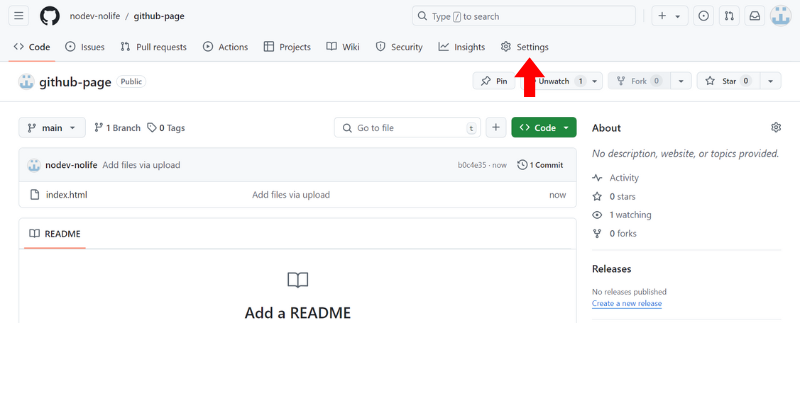 nodev-nolife / github-page
Type / to search
Code Issues Pull requests Actions Projects Wiki Security Insights Settings
github-page Public
Pin Unwatch 1 Fork 0 Star 0
main 1 Branch 0 Tags Go to file t + Code
About
No description, website, or topics provided.
nodev-nolife Add files via upload b0c4e35 · now 1 Commit
index.html Add files via upload now
Activity
0 stars
1 watching
0 forks
README
Add a README
Releases
No releases published
Create a new release